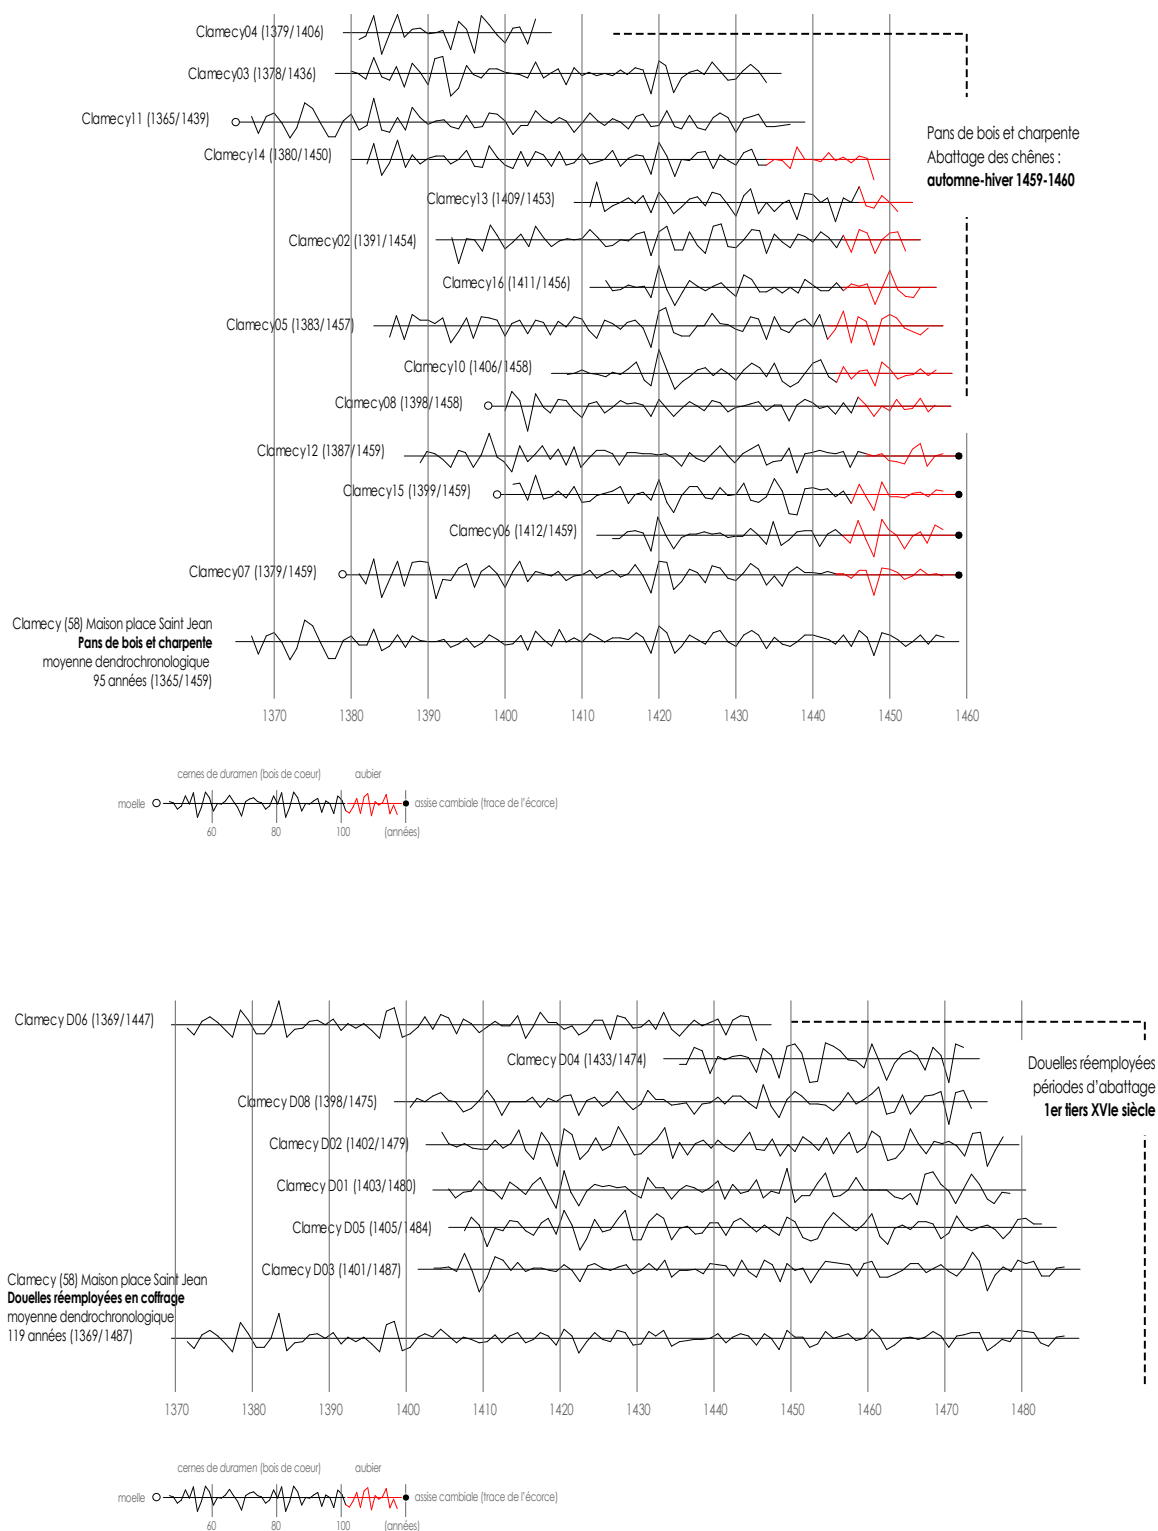 Clamecy04 (1379/1406)
Clamecy03 (1378/1436)
Clamecy11 (1365/1439)
Clamecy14 (1380/1450)
Clamecy13 (1409/1453)
Clamecy02 (1391/1454)
Clamecy16 (1411/1456)
Clamecy05 (1383/1457)
Clamecy10 (1406/1458)
Clamecy08 (1398/1458)
Clamecy12 (1387/1459)
Clamecy15 (1399/1459)
Clamecy06 (1412/1459)
Clamecy07 (1379/1459)
Pans de bois et charpente
Abattage des chênes :
automne-hiver 1459-1460
Clamecy (58) Maison place Saint Jean
Pans de bois et charpente
moyenne dendrochronologique
95 années (1365/1459)
1370 1380 1390 1400 1410 1420 1430 1440 1450 1460
cernes de duramen (bois de coeur) aubier
moelle assise cambiale (trace de l'écorce)
60 80 100 (années)
Clamecy D06 (1369/1447)
Clamecy D04 (1433/1474)
Clamecy D08 (1398/1475)
Clamecy D02 (1402/1479)
Clamecy D01 (1403/1480)
Clamecy D05 (1405/1484)
Clamecy D03 (1401/1487)
Douelles réemployées
périodes d'abattage
1er tiers XVIe siècle
Clamecy (58) Maison place Saint Jean
Douelles réemployées en coffrage
moyenne dendrochronologique
119 années (1369/1487)
1370 1380 1390 1400 1410 1420 1430 1440 1450 1460 1470 1480
cernes de duramen (bois de coeur) aubier
moelle assise cambiale (trace de l'écorce)
60 80 100 (années)